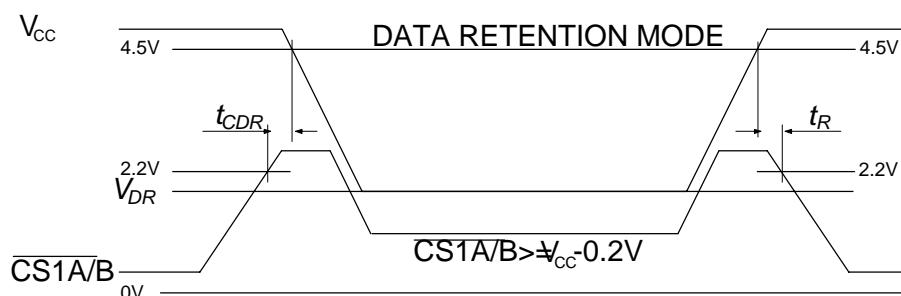 VCC
4.5V DATA RETENTION MODE 4.5V
tCDR tR
2.2V 2.2V
VDR
CS1A/B>=VCC-0.2V
CS1A/B
0V